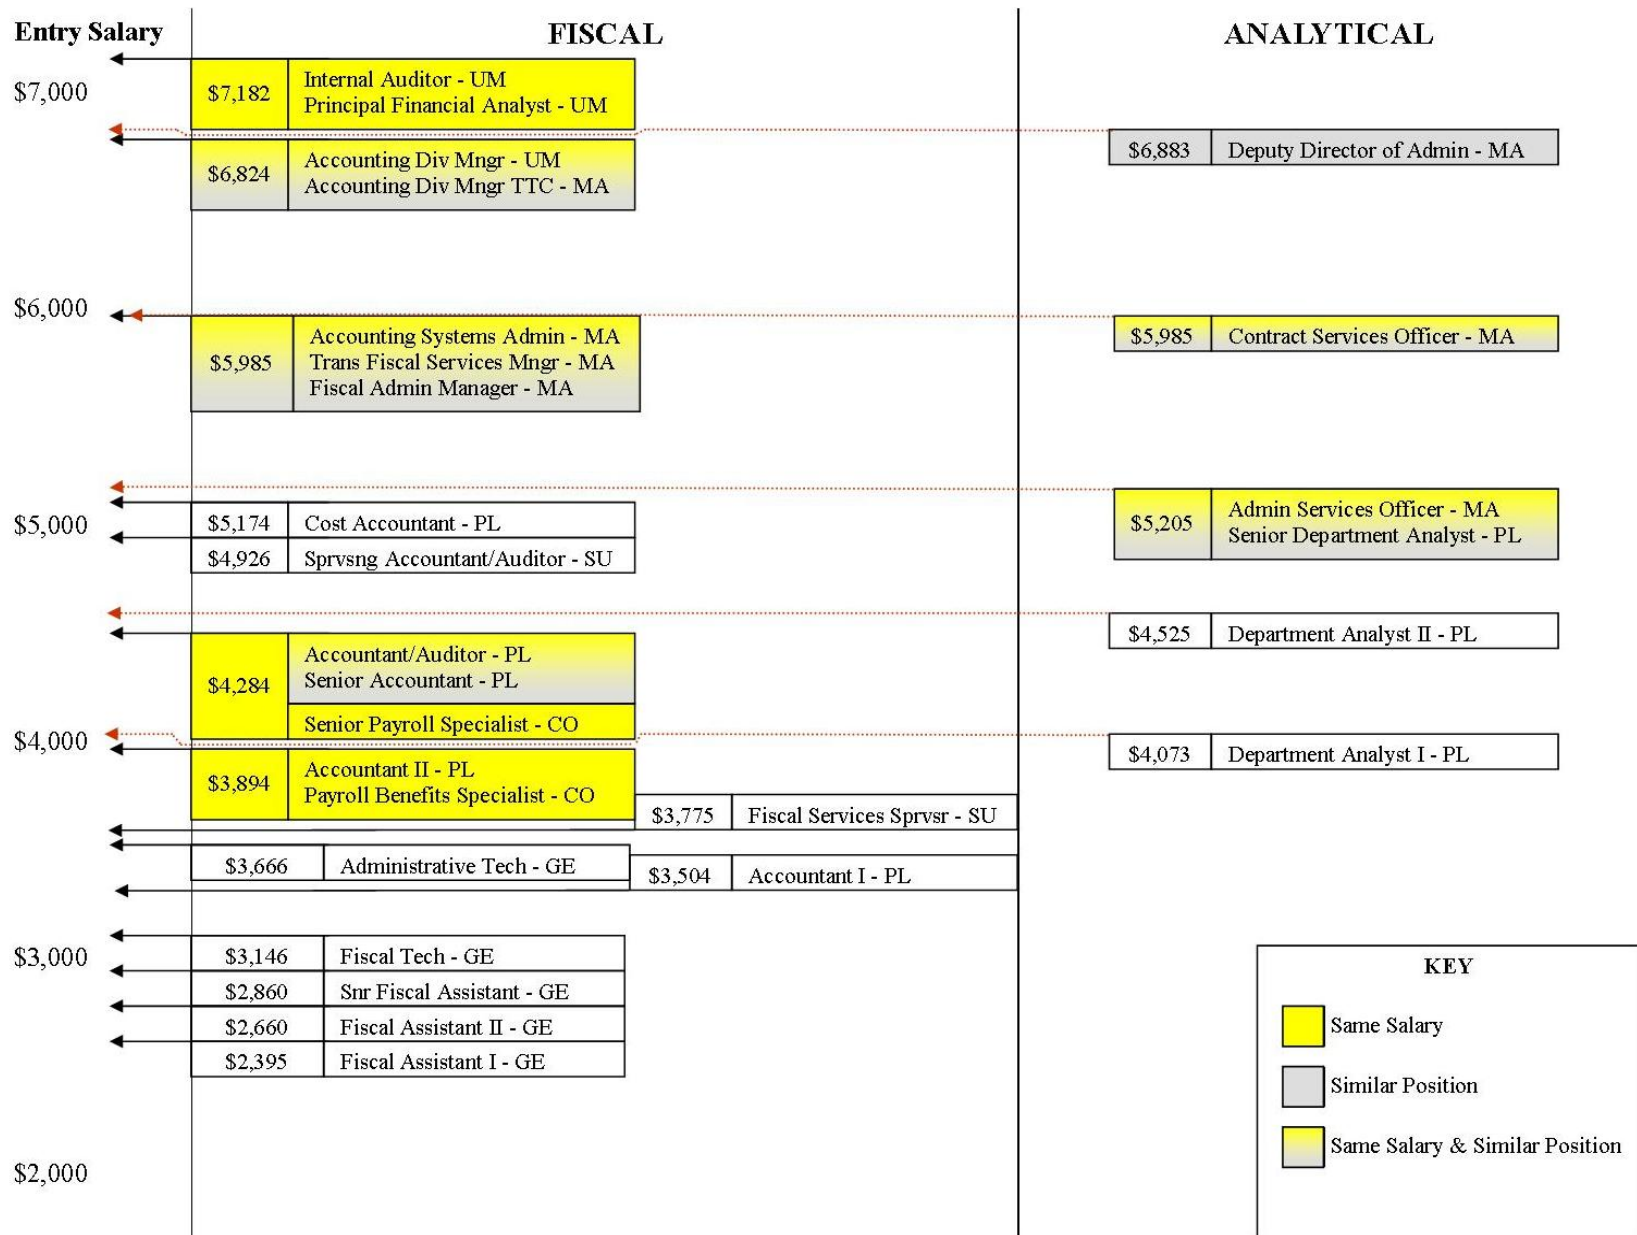 Entry Salary
FISCAL
ANALYTICAL
$7,000
$7,182
Internal Auditor - UM
Principal Financial Analyst - UM
$6,883
Deputy Director of Admin - MA
$6,824
Accounting Div Mngr - UM
Accounting Div Mngr TTC - MA
$6,000
$5,985
Accounting Systems Admin - MA
Trans Fiscal Services Mngr - MA
Fiscal Admin Manager - MA
$5,985
Contract Services Officer - MA
$5,000
$5,174
Cost Accountant - PL
$4,926
Sprvsng Accountant/Auditor - SU
$5,205
Admin Services Officer - MA
Senior Department Analyst - PL
$4,525
Department Analyst II - PL
$4,284
Accountant/Auditor - PL
Senior Accountant - PL
Senior Payroll Specialist - CO
$4,000
$4,073
Department Analyst I - PL
$3,894
Accountant II - PL
Payroll Benefits Specialist - CO
$3,775
Fiscal Services Sprvsr - SU
$3,666
Administrative Tech - GE
$3,504
Accountant I - PL
$3,000
$3,146
Fiscal Tech - GE
$2,860
Snr Fiscal Assistant - GE
$2,660
Fiscal Assistant II - GE
$2,395
Fiscal Assistant I - GE
$2,000
KEY
Same Salary
Similar Position
Same Salary & Similar Position